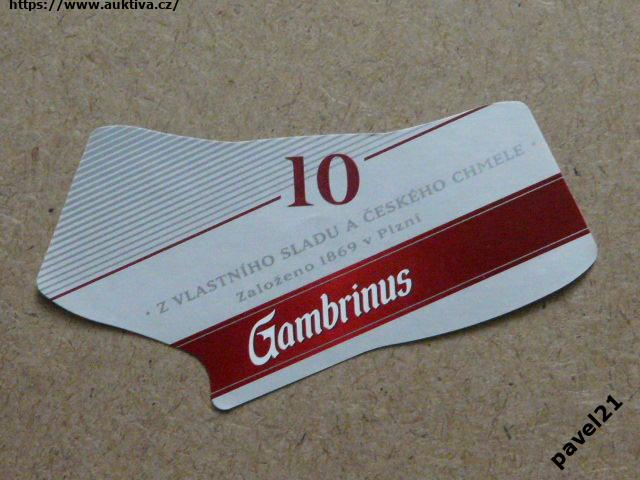 https://www.auktiva.cz/
10
· Z VLASTNÍHO SLADU A ČESKÉHO CHMELE ·
Založeno 1869 v Plzni
Gambrinus
pavel21